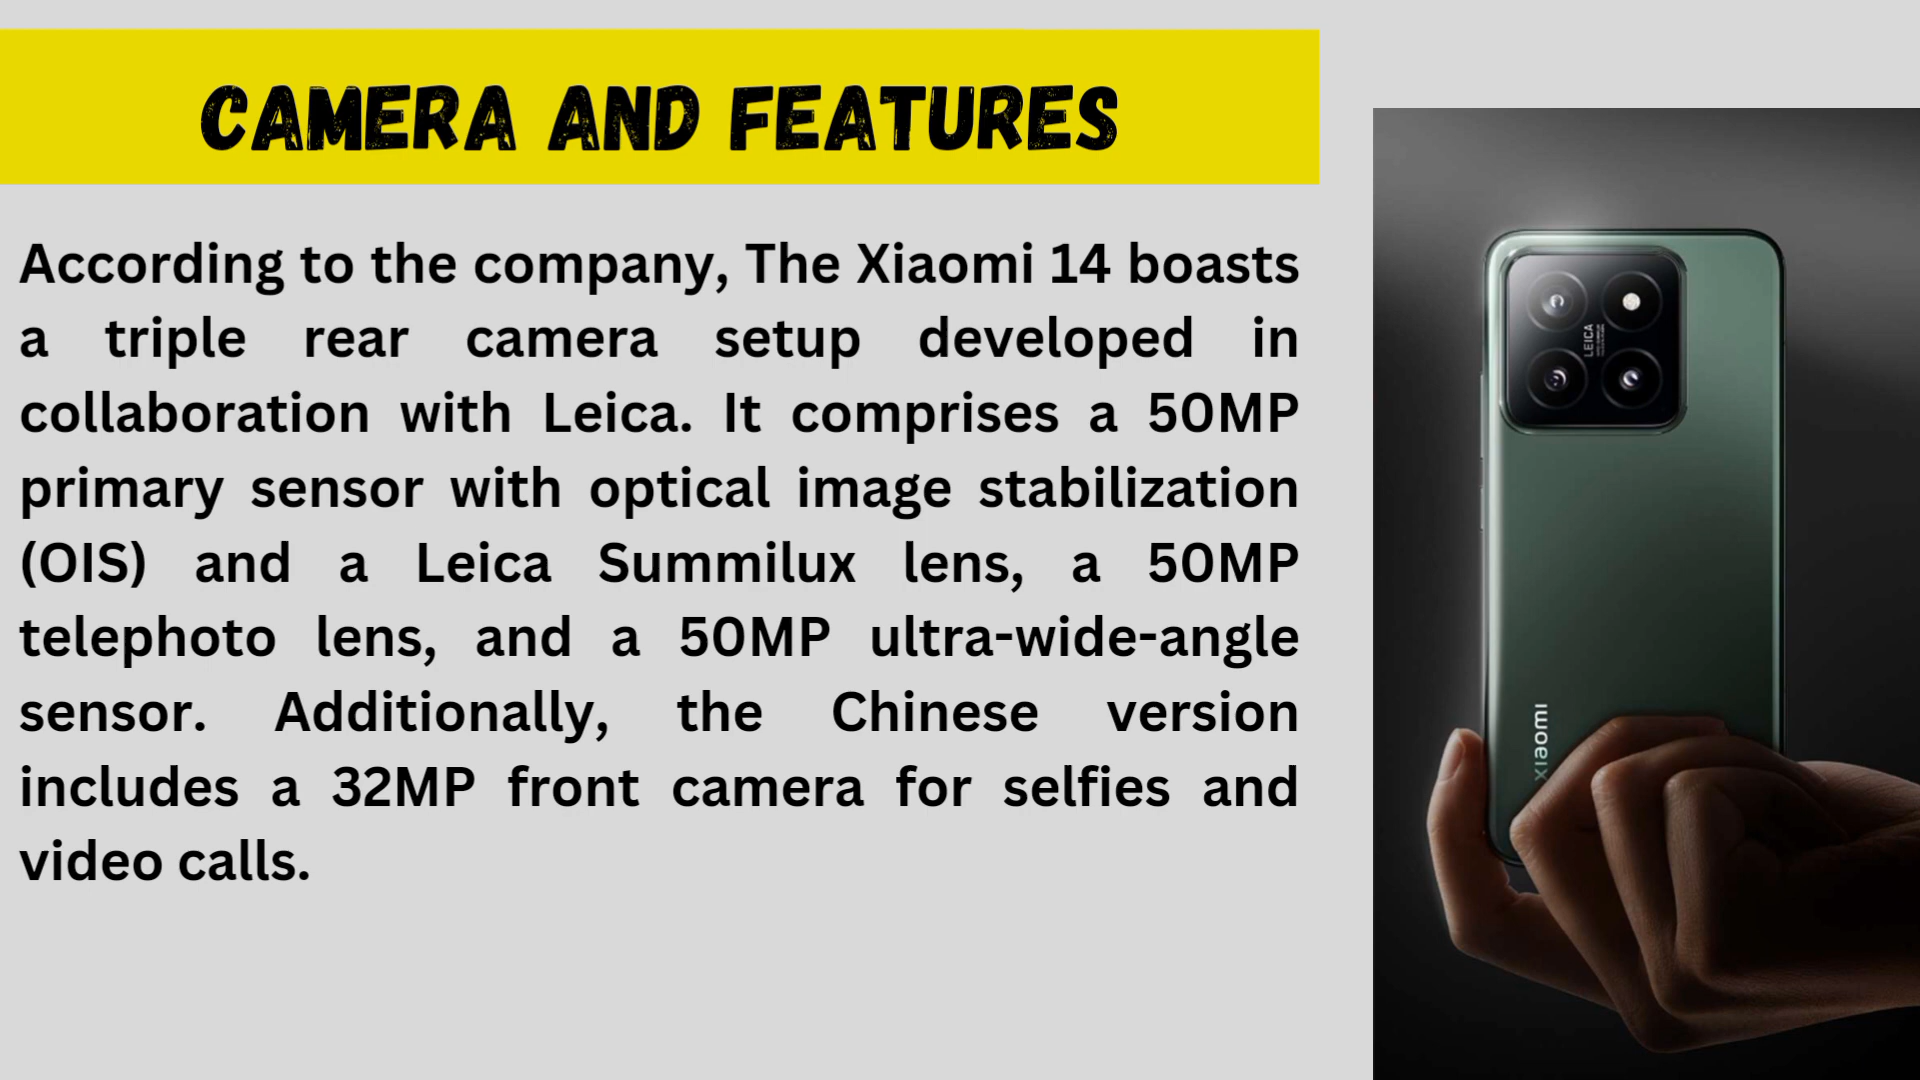 CAMERA AND FEATURES
According to the company, The Xiaomi 14 boasts
a triple rear camera setup developed in
collaboration with Leica. It comprises a 50MP
primary sensor with optical image stabilization
(OIS) and a Leica Summilux lens, a 50MP
telephoto lens, and a 50MP ultra-wide-angle
sensor. Additionally, the Chinese version
includes a 32MP front camera for selfies and
video calls.
LEICA
xiaomi